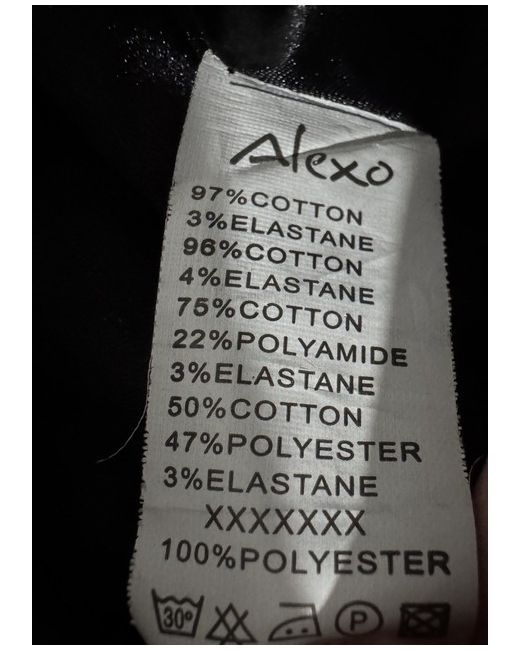 Alexo
97%COTTON
3%ELASTANE
96%COTTON
4%ELASTANE
75%COTTON
22%POLYAMIDE
3%ELASTANE
50%COTTON
47%POLYESTER
3%ELASTANE
XXXXXXX
100%POLYESTER
30° P